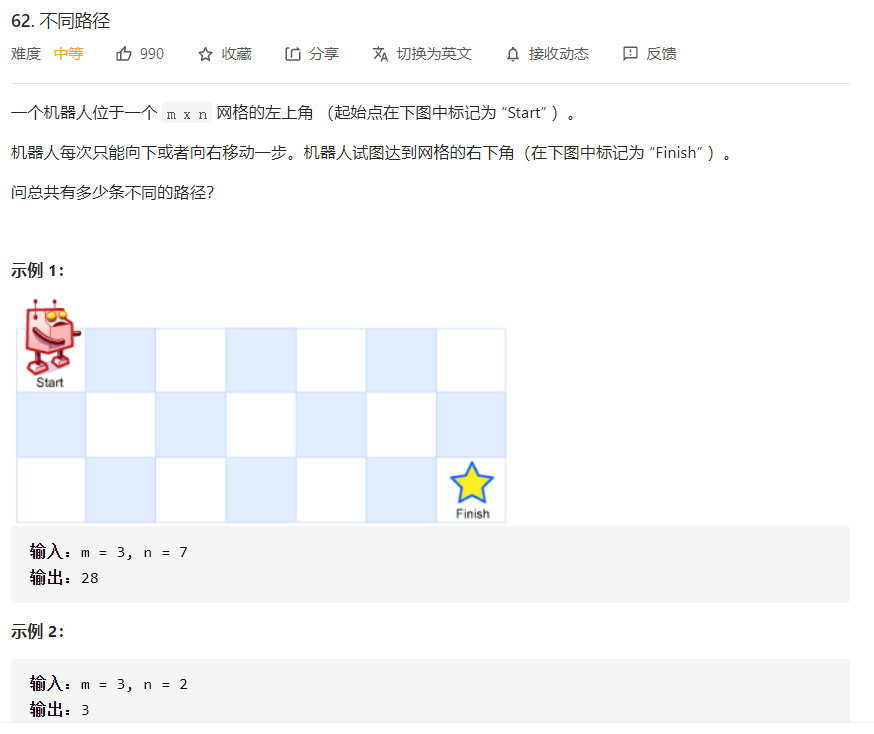 62. 不同路径
难度 中等 990 收藏 分享 切换为英文 接收动态 反馈
一个机器人位于一个 m x n 网格的左上角 （起始点在下图中标记为 “Start” ）。
机器人每次只能向下或者向右移动一步。机器人试图达到网格的右下角（在下图中标记为 “Finish” ）。
问总共有多少条不同的路径？
示例 1：
Start
Finish
输入：m = 3, n = 7
输出：28
示例 2：
输入：m = 3, n = 2
输出：3